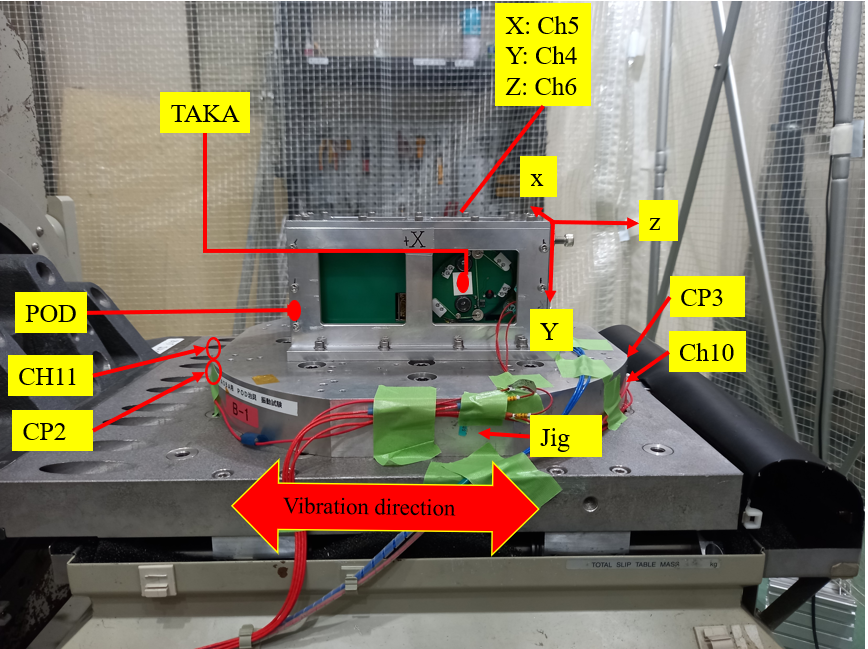 X: Ch5
Y: Ch4
Z: Ch6
TAKA
x
z
+X
POD
CP3
Y
CH11
Ch10
CP2
B-1
Jig
Vibration direction
TOTAL SLIP TABLE MASS
kg